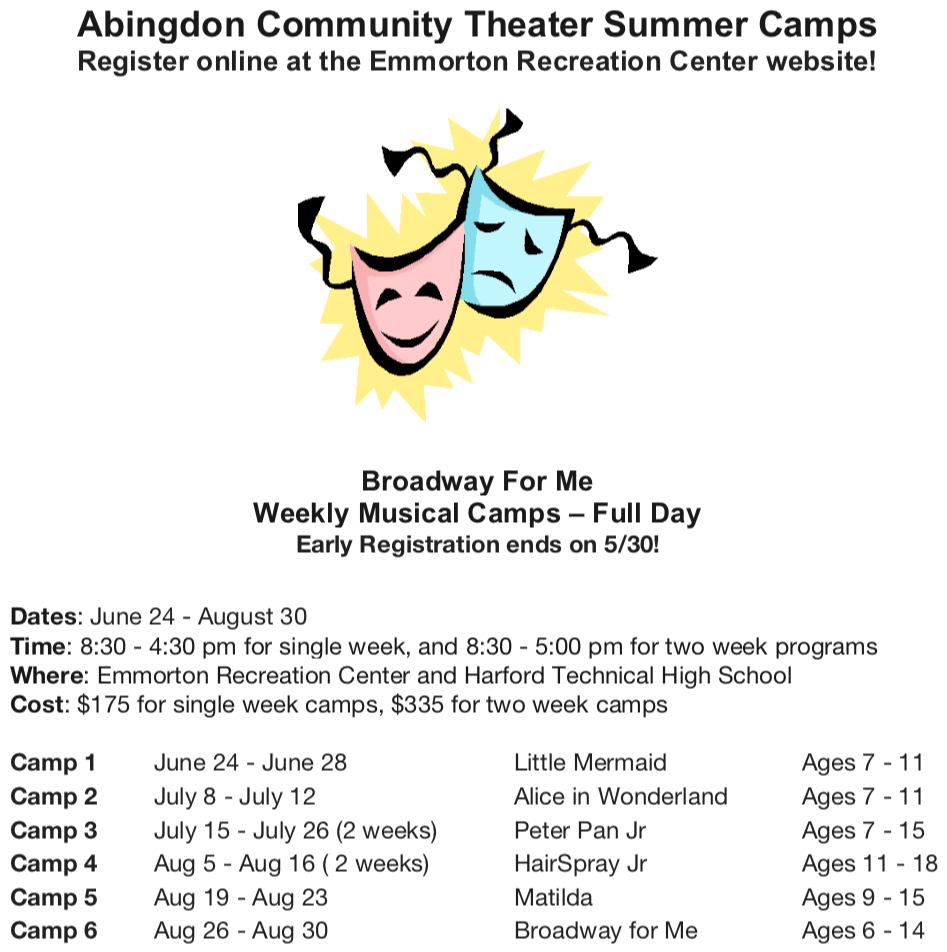 Abingdon Community Theater Summer Camps
Register online at the Emmorton Recreation Center website!
Broadway For Me
Weekly Musical Camps – Full Day
Early Registration ends on 5/30!
Dates: June 24 - August 30
Time: 8:30 - 4:30 pm for single week, and 8:30 - 5:00 pm for two week programs
Where: Emmorton Recreation Center and Harford Technical High School
Cost: $175 for single week camps, $335 for two week camps
Camp 1 June 24 - June 28 Little Mermaid Ages 7 - 11
Camp 2 July 8 - July 12 Alice in Wonderland Ages 7 - 11
Camp 3 July 15 - July 26 (2 weeks) Peter Pan Jr Ages 7 - 15
Camp 4 Aug 5 - Aug 16 ( 2 weeks) HairSpray Jr Ages 11 - 18
Camp 5 Aug 19 - Aug 23 Matilda Ages 9 - 15
Camp 6 Aug 26 - Aug 30 Broadway for Me Ages 6 - 14